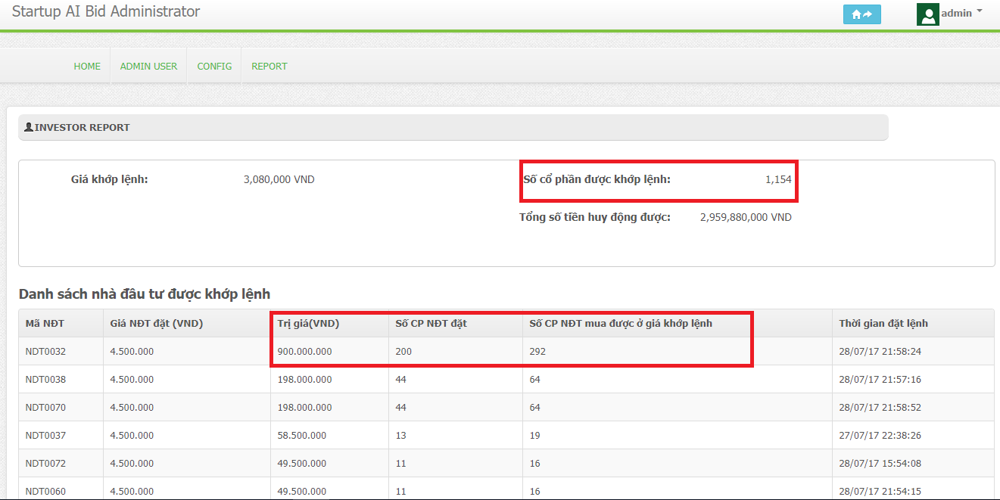 Startup AI Bid Administrator
admin
HOME ADMIN USER CONFIG REPORT
INVESTOR REPORT
Giá khớp lệnh: 3,080,000 VND Số cổ phần được khớp lệnh: 1,154
Tổng số tiền huy động được: 2,959,880,000 VND
Danh sách nhà đầu tư được khớp lệnh
Mã NĐT Giá NĐT đặt (VND) Trị giá(VND) Số CP NĐT đặt Số CP NĐT mua được ở giá khớp lệnh Thời gian đặt lệnh
NDT0032 4.500.000 900.000.000 200 292 28/07/17 21:58:24
NDT0038 4.500.000 198.000.000 44 64 28/07/17 21:57:16
NDT0070 4.500.000 198.000.000 44 64 28/07/17 21:58:52
NDT0037 4.500.000 58.500.000 13 19 27/07/17 22:38:26
NDT0072 4.500.000 49.500.000 11 16 28/07/17 15:54:08
NDT0060 4.500.000 49.500.000 11 16 28/07/17 21:54:15